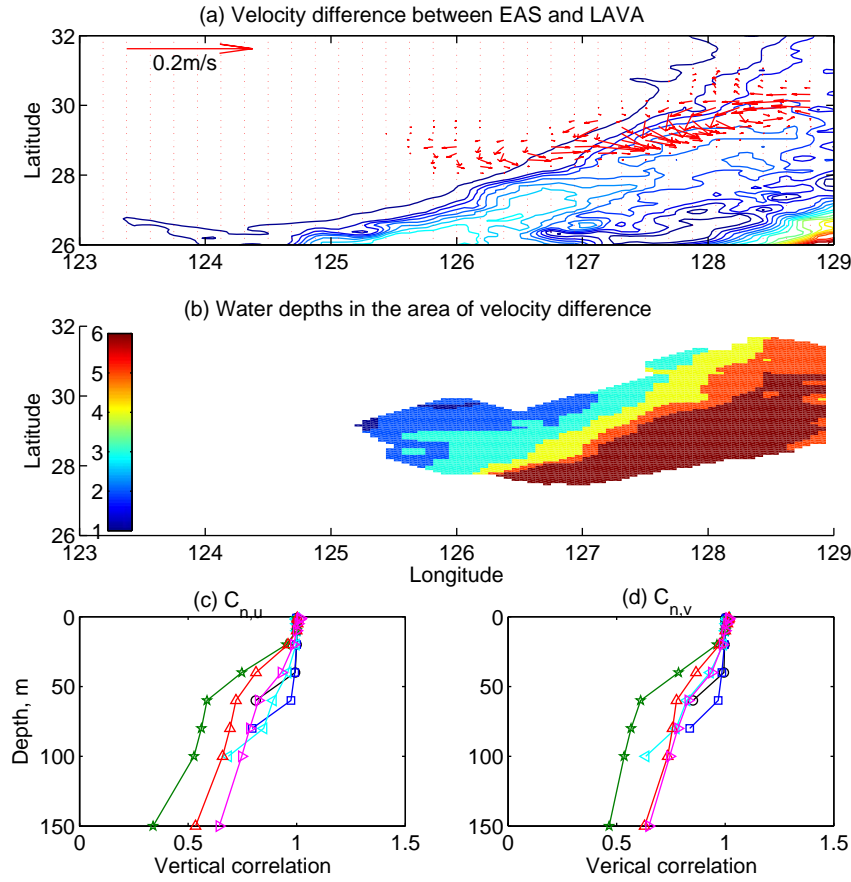 (a) Velocity difference between EAS and LAVA
32
30
28
26
Latitude
0.2m/s
123 124 125 126 127 128 129
(b) Water depths in the area of velocity difference
32
30
28
26
Latitude
6
5
4
3
2
1
123 124 125 126 127 128 129
Longitude
(c) C_n,u
0
50
100
150
Depth, m
0 0.5 1 1.5
Vertical correlation
(d) C_n,v
0
50
100
150
0 0.5 1 1.5
Verical correlation